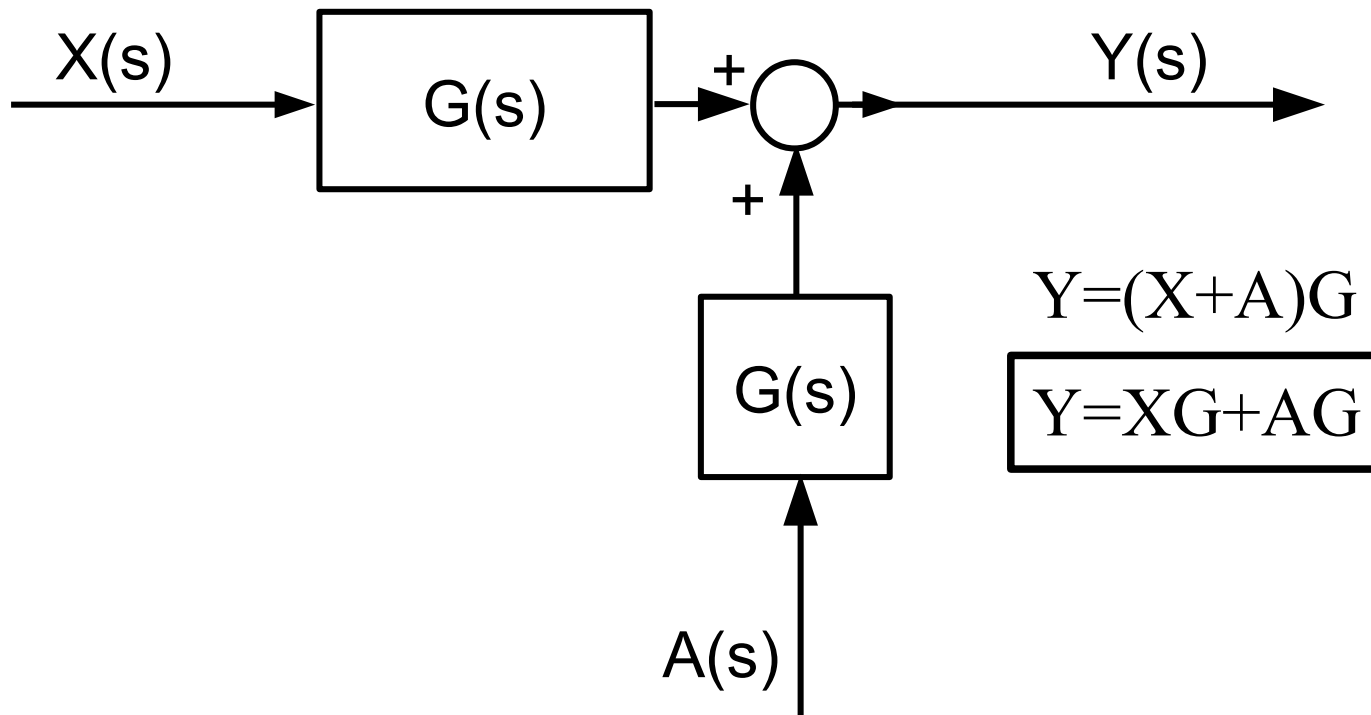 X(s)
G(s)
+
Y(s)
+
Y=(X+A)G
G(s)
Y=XG+AG
A(s)